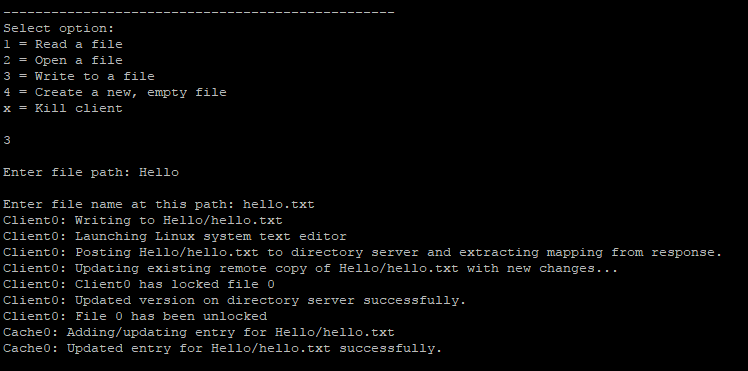 -------------------------------------------------
Select option:
1 = Read a file
2 = Open a file
3 = Write to a file
4 = Create a new, empty file
x = Kill client
3
Enter file path: Hello
Enter file name at this path: hello.txt
Client0: Writing to Hello/hello.txt
Client0: Launching Linux system text editor
Client0: Posting Hello/hello.txt to directory server and extracting mapping from response.
Client0: Updating existing remote copy of Hello/hello.txt with new changes...
Client0: Client0 has locked file 0
Client0: Updated version on directory server successfully.
Client0: File 0 has been unlocked
Cache0: Adding/updating entry for Hello/hello.txt
Cache0: Updated entry for Hello/hello.txt successfully.